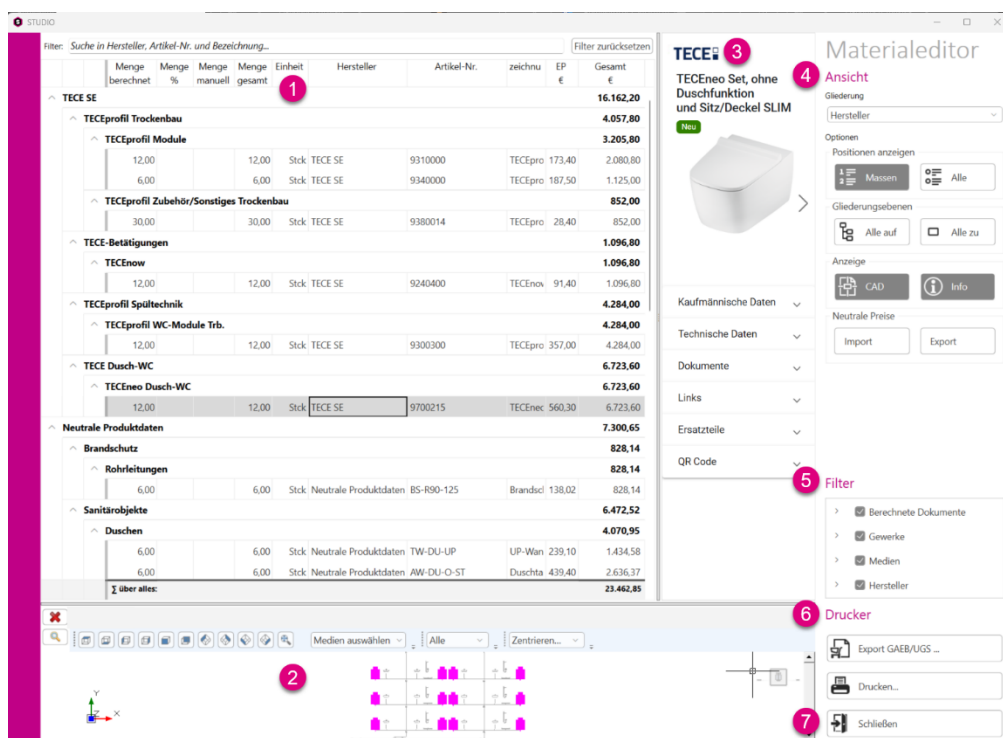 STUDIO
Filter: Suche in Hersteller, Artikel-Nr. und Bezeichnung... Filter zurücksetzen
Menge Menge Menge Menge Einheit Hersteller Artikel-Nr. zeichnu EP Gesamt
berechnet % manuell gesamt € €
1
TECE SE 16.162,20
TECEprofil Trockenbau 4.057,80
TECEprofil Module 3.205,80
12,00 12,00 Stck TECE SE 9310000 TECEpro 173,40 2.080,80
6,00 6,00 Stck TECE SE 9340000 TECEpro 187,50 1.125,00
TECEprofil Zubehör/Sonstiges Trockenbau 852,00
30,00 30,00 Stck TECE SE 9380014 TECEpro 28,40 852,00
TECE-Betätigungen 1.096,80
TECEnow 1.096,80
12,00 12,00 Stck TECE SE 9240400 TECEnov 91,40 1.096,80
TECEprofil Spültechnik 4.284,00
TECEprofil WC-Module Trb. 4.284,00
12,00 12,00 Stck TECE SE 9300300 TECEpro 357,00 4.284,00
TECE Dusch-WC 6.723,60
TECEneo Dusch-WC 6.723,60
12,00 12,00 Stck TECE SE 9700215 TECEnec 560,30 6.723,60
Neutrale Produktdaten 7.300,65
Brandschutz 828,14
Rohrleitungen 828,14
6,00 6,00 Stck Neutrale Produktdaten BS-R90-125 Brandscl 138,02 828,14
Sanitärobjekte 6.472,52
Duschen 4.070,95
6,00 6,00 Stck Neutrale Produktdaten TW-DU-UP UP-Wan 239,10 1.434,58
6,00 6,00 Stck Neutrale Produktdaten AW-DU-O-ST Duschta 439,40 2.636,37
∑ über alles: 23.462,85
Medien auswählen Alle Zentrieren...
2
Y
Z X
TECE 3
TECEneo Set, ohne
Duschfunktion
und Sitz/Deckel SLIM
Neu
Kaufmännische Daten
Technische Daten
Dokumente
Links
Ersatzteile
QR Code
Materialeditor
4 Ansicht
Gliederung
Hersteller
Optionen
Positionen anzeigen
Massen Alle
Gliederungsebenen
Alle auf Alle zu
Anzeige
CAD Info
Neutrale Preise
Import Export
5 Filter
Berechnete Dokumente
Gewerke
Medien
Hersteller
6 Drucker
Export GAEB/UGS ...
Drucken...
7 Schließen